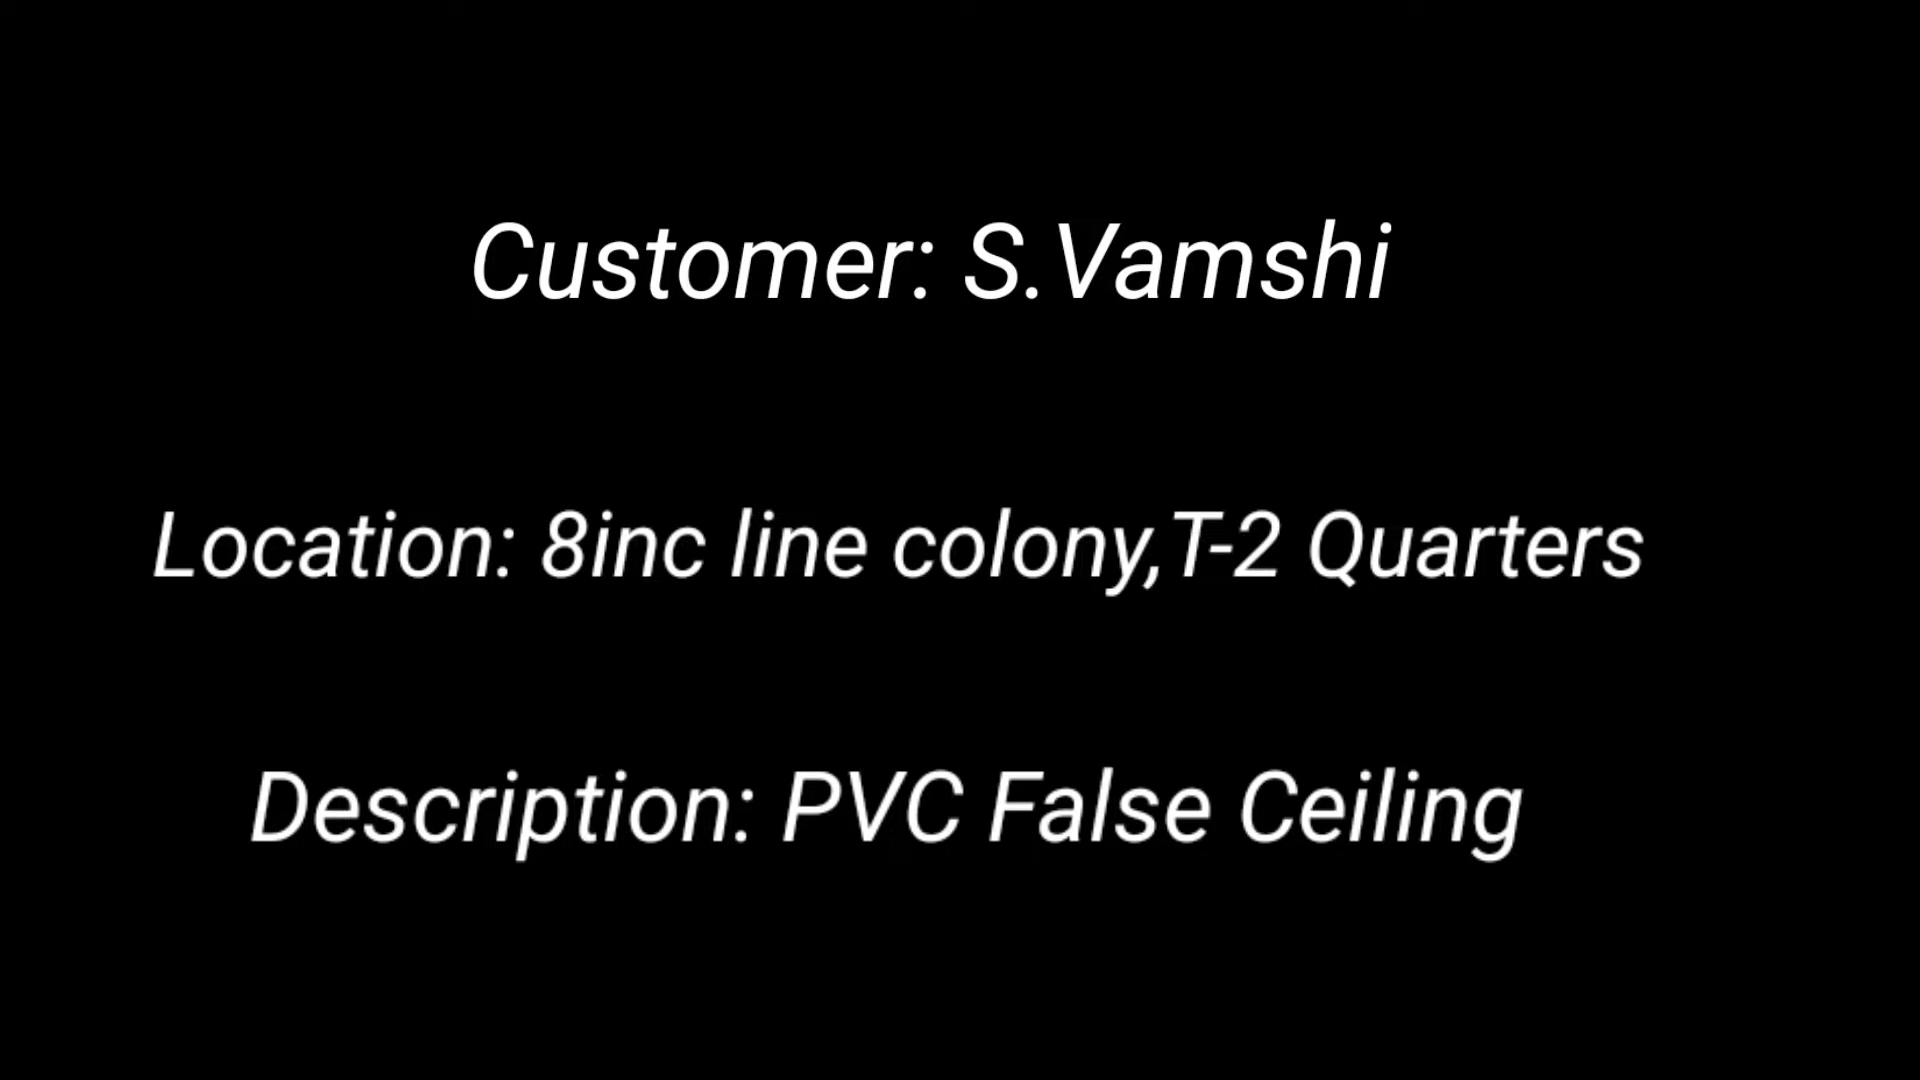 Customer: S.Vamshi
Location: 8inc line colony,T-2 Quarters
Description: PVC False Ceiling